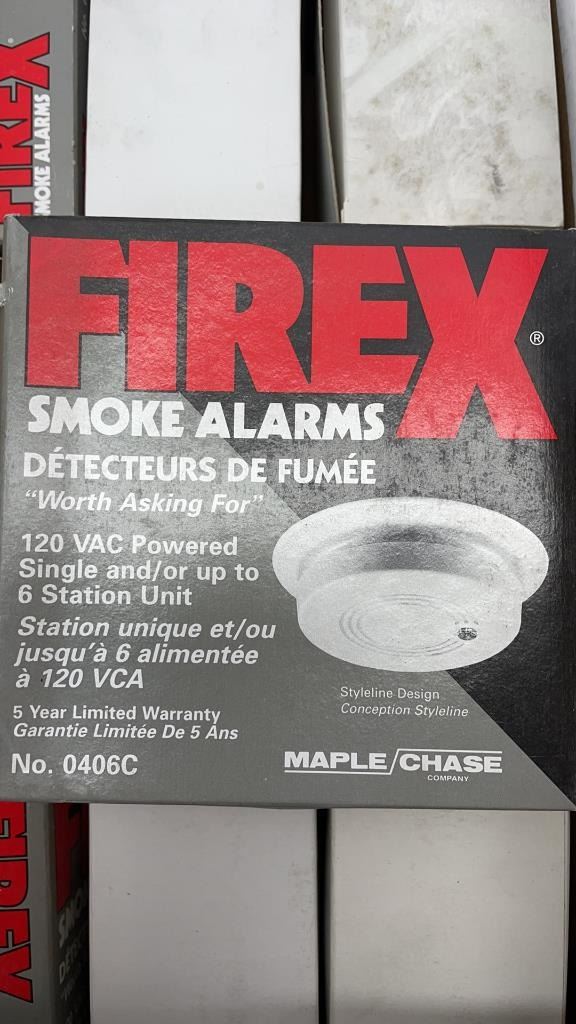 FIREX
SMOKE ALARMS
FIREX®
SMOKE ALARMS
DÉTECTEURS DE FUMÉE
"Worth Asking For"
120 VAC Powered
Single and/or up to
6 Station Unit
Station unique et/ou
jusqu'à 6 alimentée
à 120 VCA
Styleline Design
Conception Styleline
5 Year Limited Warranty
Garantie Limitée De 5 Ans
No. 0406C
MAPLE/CHASE
COMPANY
FIREX